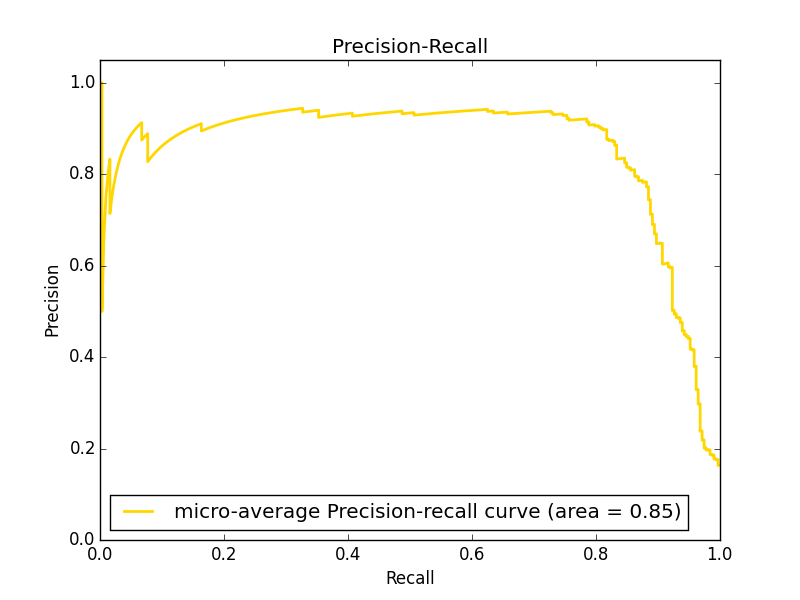 Precision-Recall
1.0
0.8
0.6
0.4
0.2
0.0
Precision
micro-average Precision-recall curve (area = 0.85)
0.0 0.2 0.4 0.6 0.8 1.0
Recall